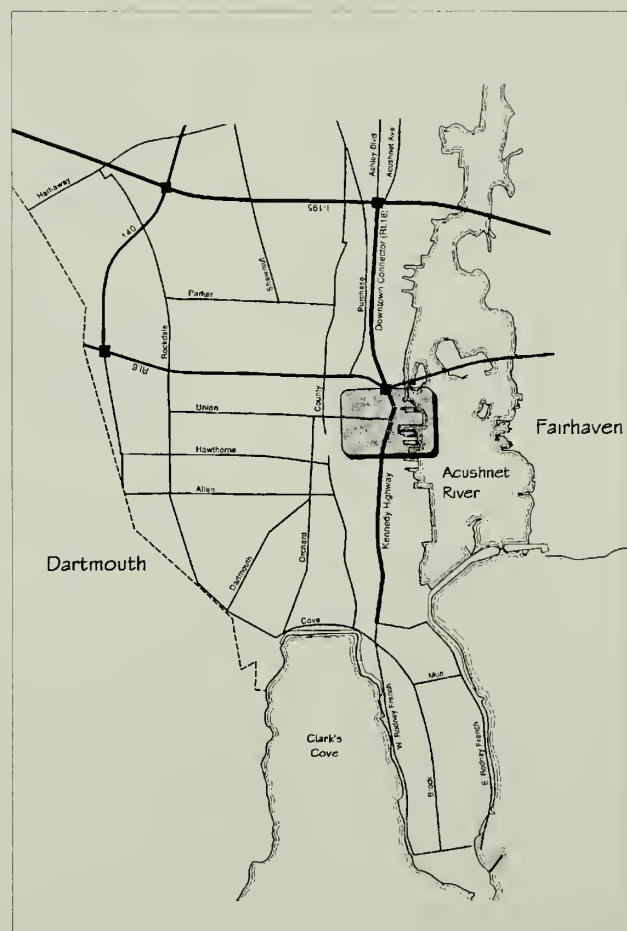 Ashley Blvd
Acushnet Ave
Hathaway
I-195
140
Shawmut
Downtown Connector (Rt.18)
Purchase
Parker
Rockdale
Rt.6
County
Union
Fairhaven
Hawthorne
Acushnet
River
Allen
Kennedy Highway
Orchard
Dartmouth
Dartmouth
Cove
Clark's
Cove
W Rodney French
Brock
E Rodney French